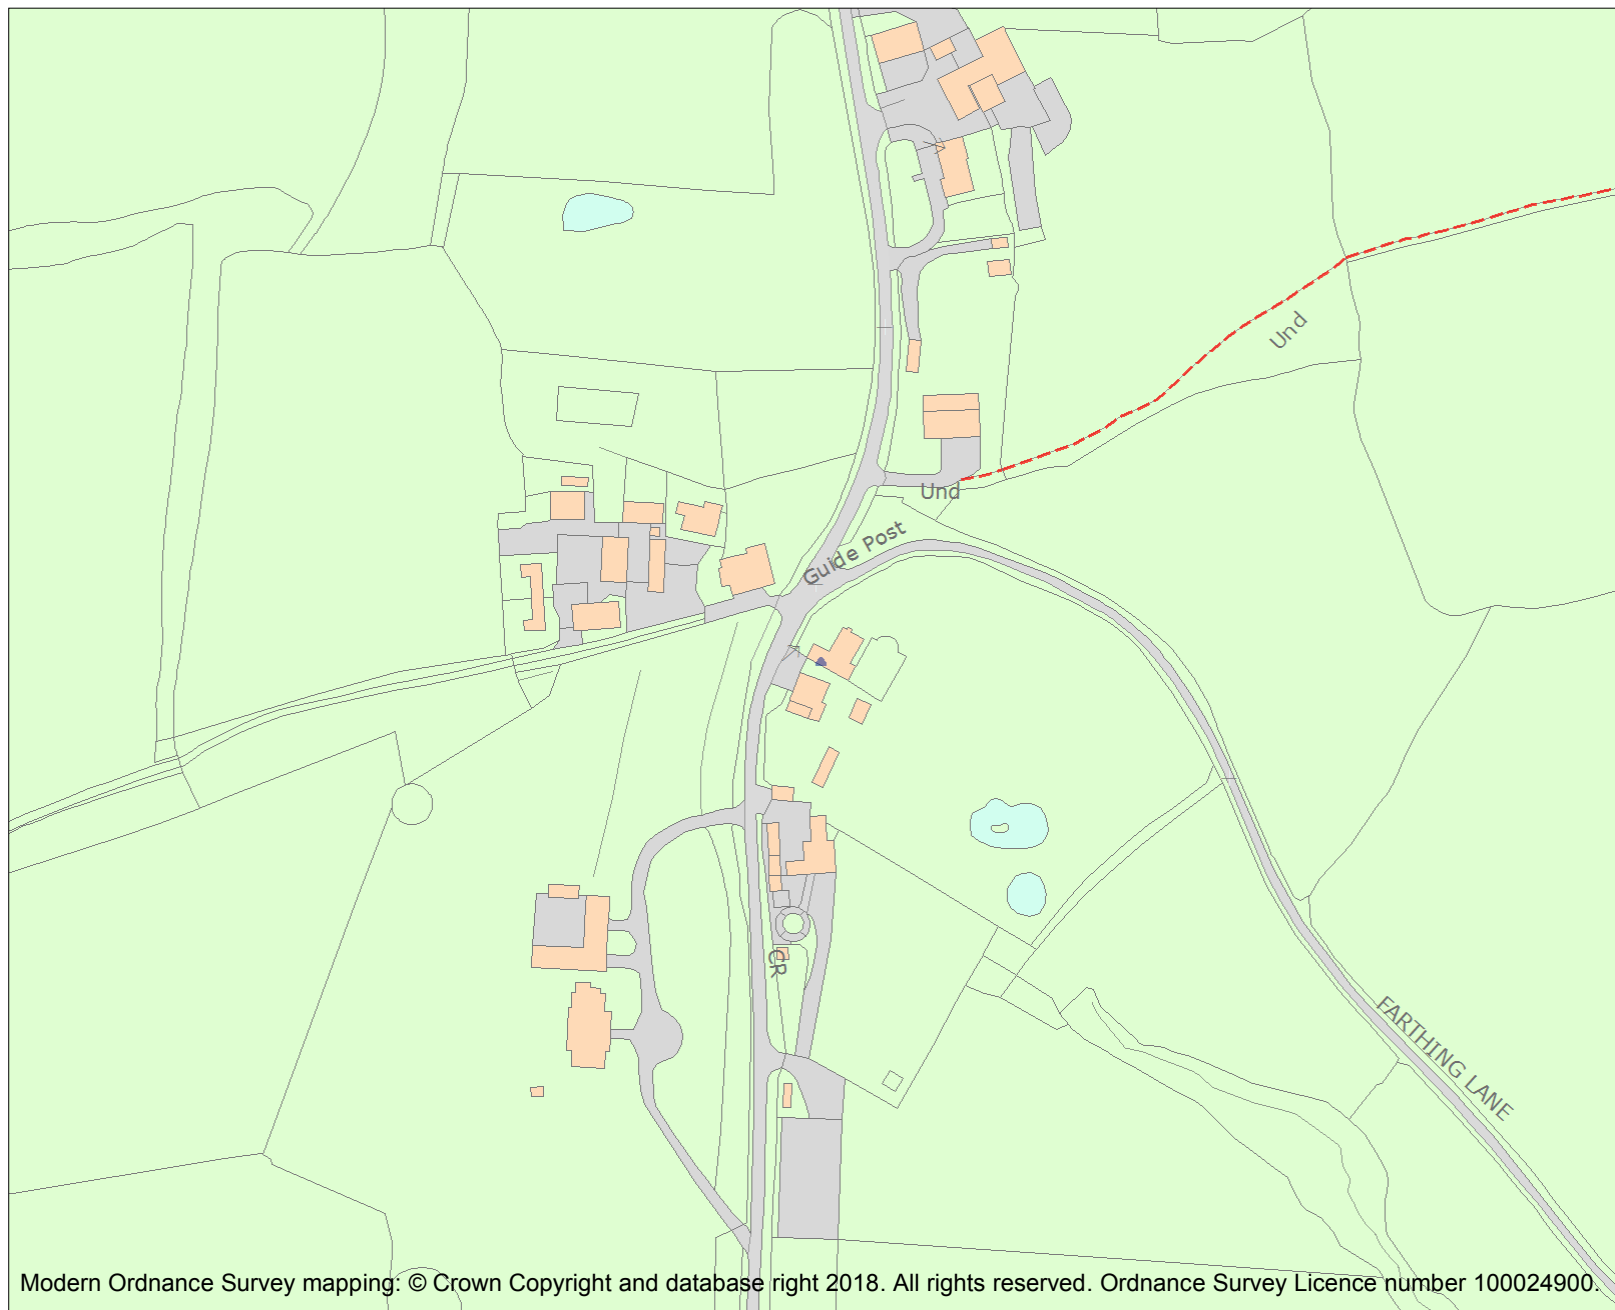 Und
Und
Guide Post
CR
FARTHING LANE
Modern Ordnance Survey mapping: © Crown Copyright and database right 2018. All rights reserved. Ordnance Survey Licence number 100024900.